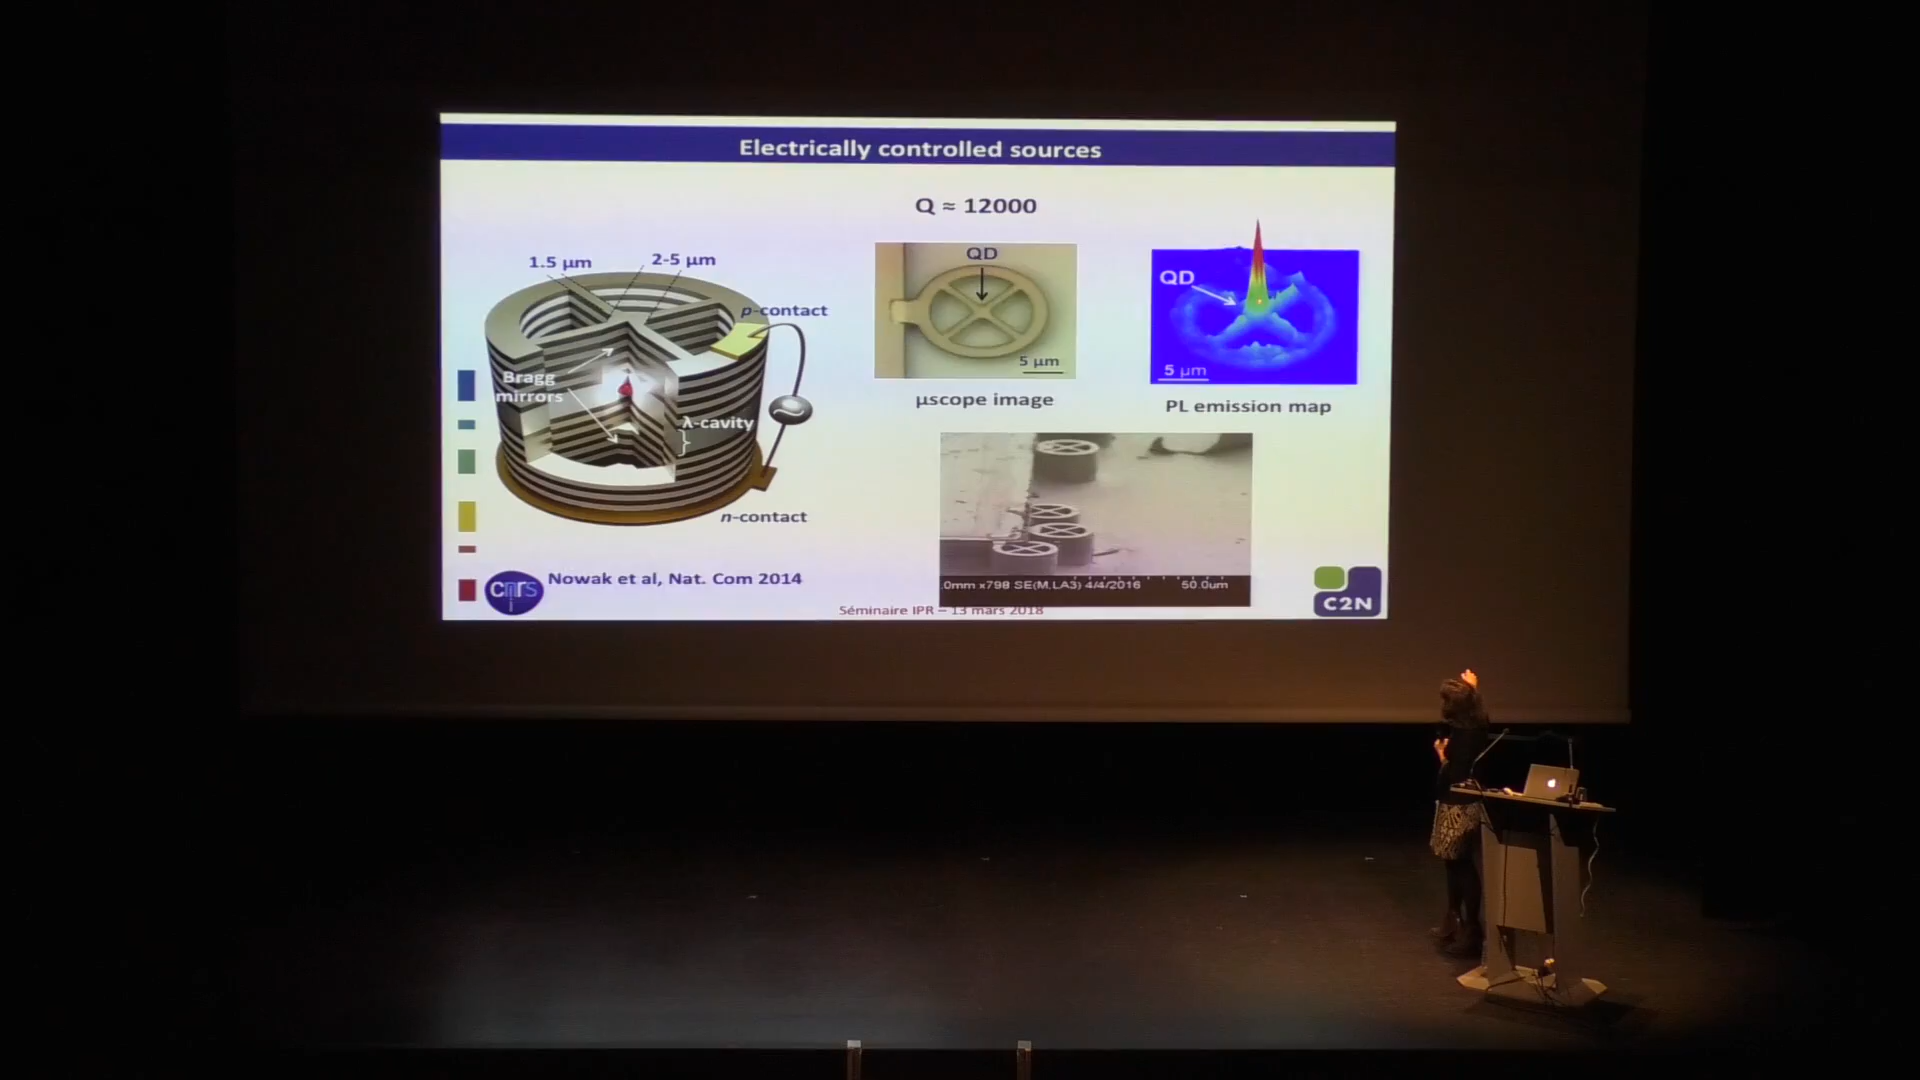 Electrically controlled sources
Q ≈ 12000
1.5 µm
2-5 µm
p-contact
Bragg
mirrors
λ-cavity
n-contact
QD
5 µm
µscope image
QD
5 µm
PL emission map
.0mm x798 SE(M,LA3) 4/4/2016
50.0um
cnrs
Nowak et al, Nat. Com 2014
Séminaire IPR – 13 mars 2018
C2N